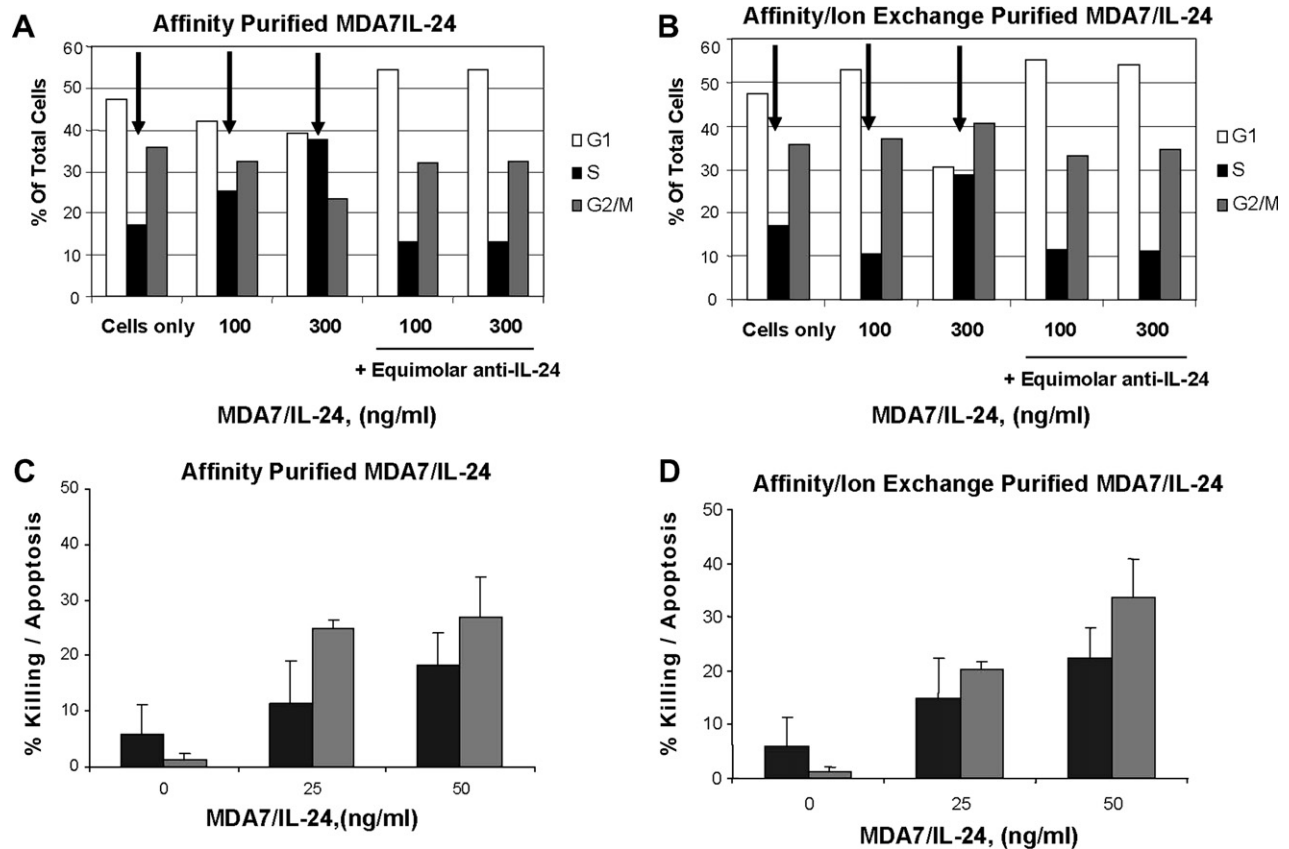 A
Affinity Purified MDA7IL-24
60
50
40
30
20
10
0
% Of Total Cells
G1
S
G2/M
Cells only 100 300 100 300
+ Equimolar anti-IL-24
MDA7/IL-24, (ng/ml)
B
Affinity/Ion Exchange Purified MDA7/IL-24
60
50
40
30
20
10
0
% Of Total Cells
G1
S
G2/M
Cells only 100 300 100 300
+ Equimolar anti-IL-24
MDA7/IL-24, (ng/ml)
C
Affinity Purified MDA7/IL-24
50
40
30
20
10
0
% Killing / Apoptosis
0 25 50
MDA7/IL-24,(ng/ml)
D
Affinity/Ion Exchange Purified MDA7/IL-24
50
40
30
20
10
0
% Killing / Apoptosis
0 25 50
MDA7/IL-24, (ng/ml)